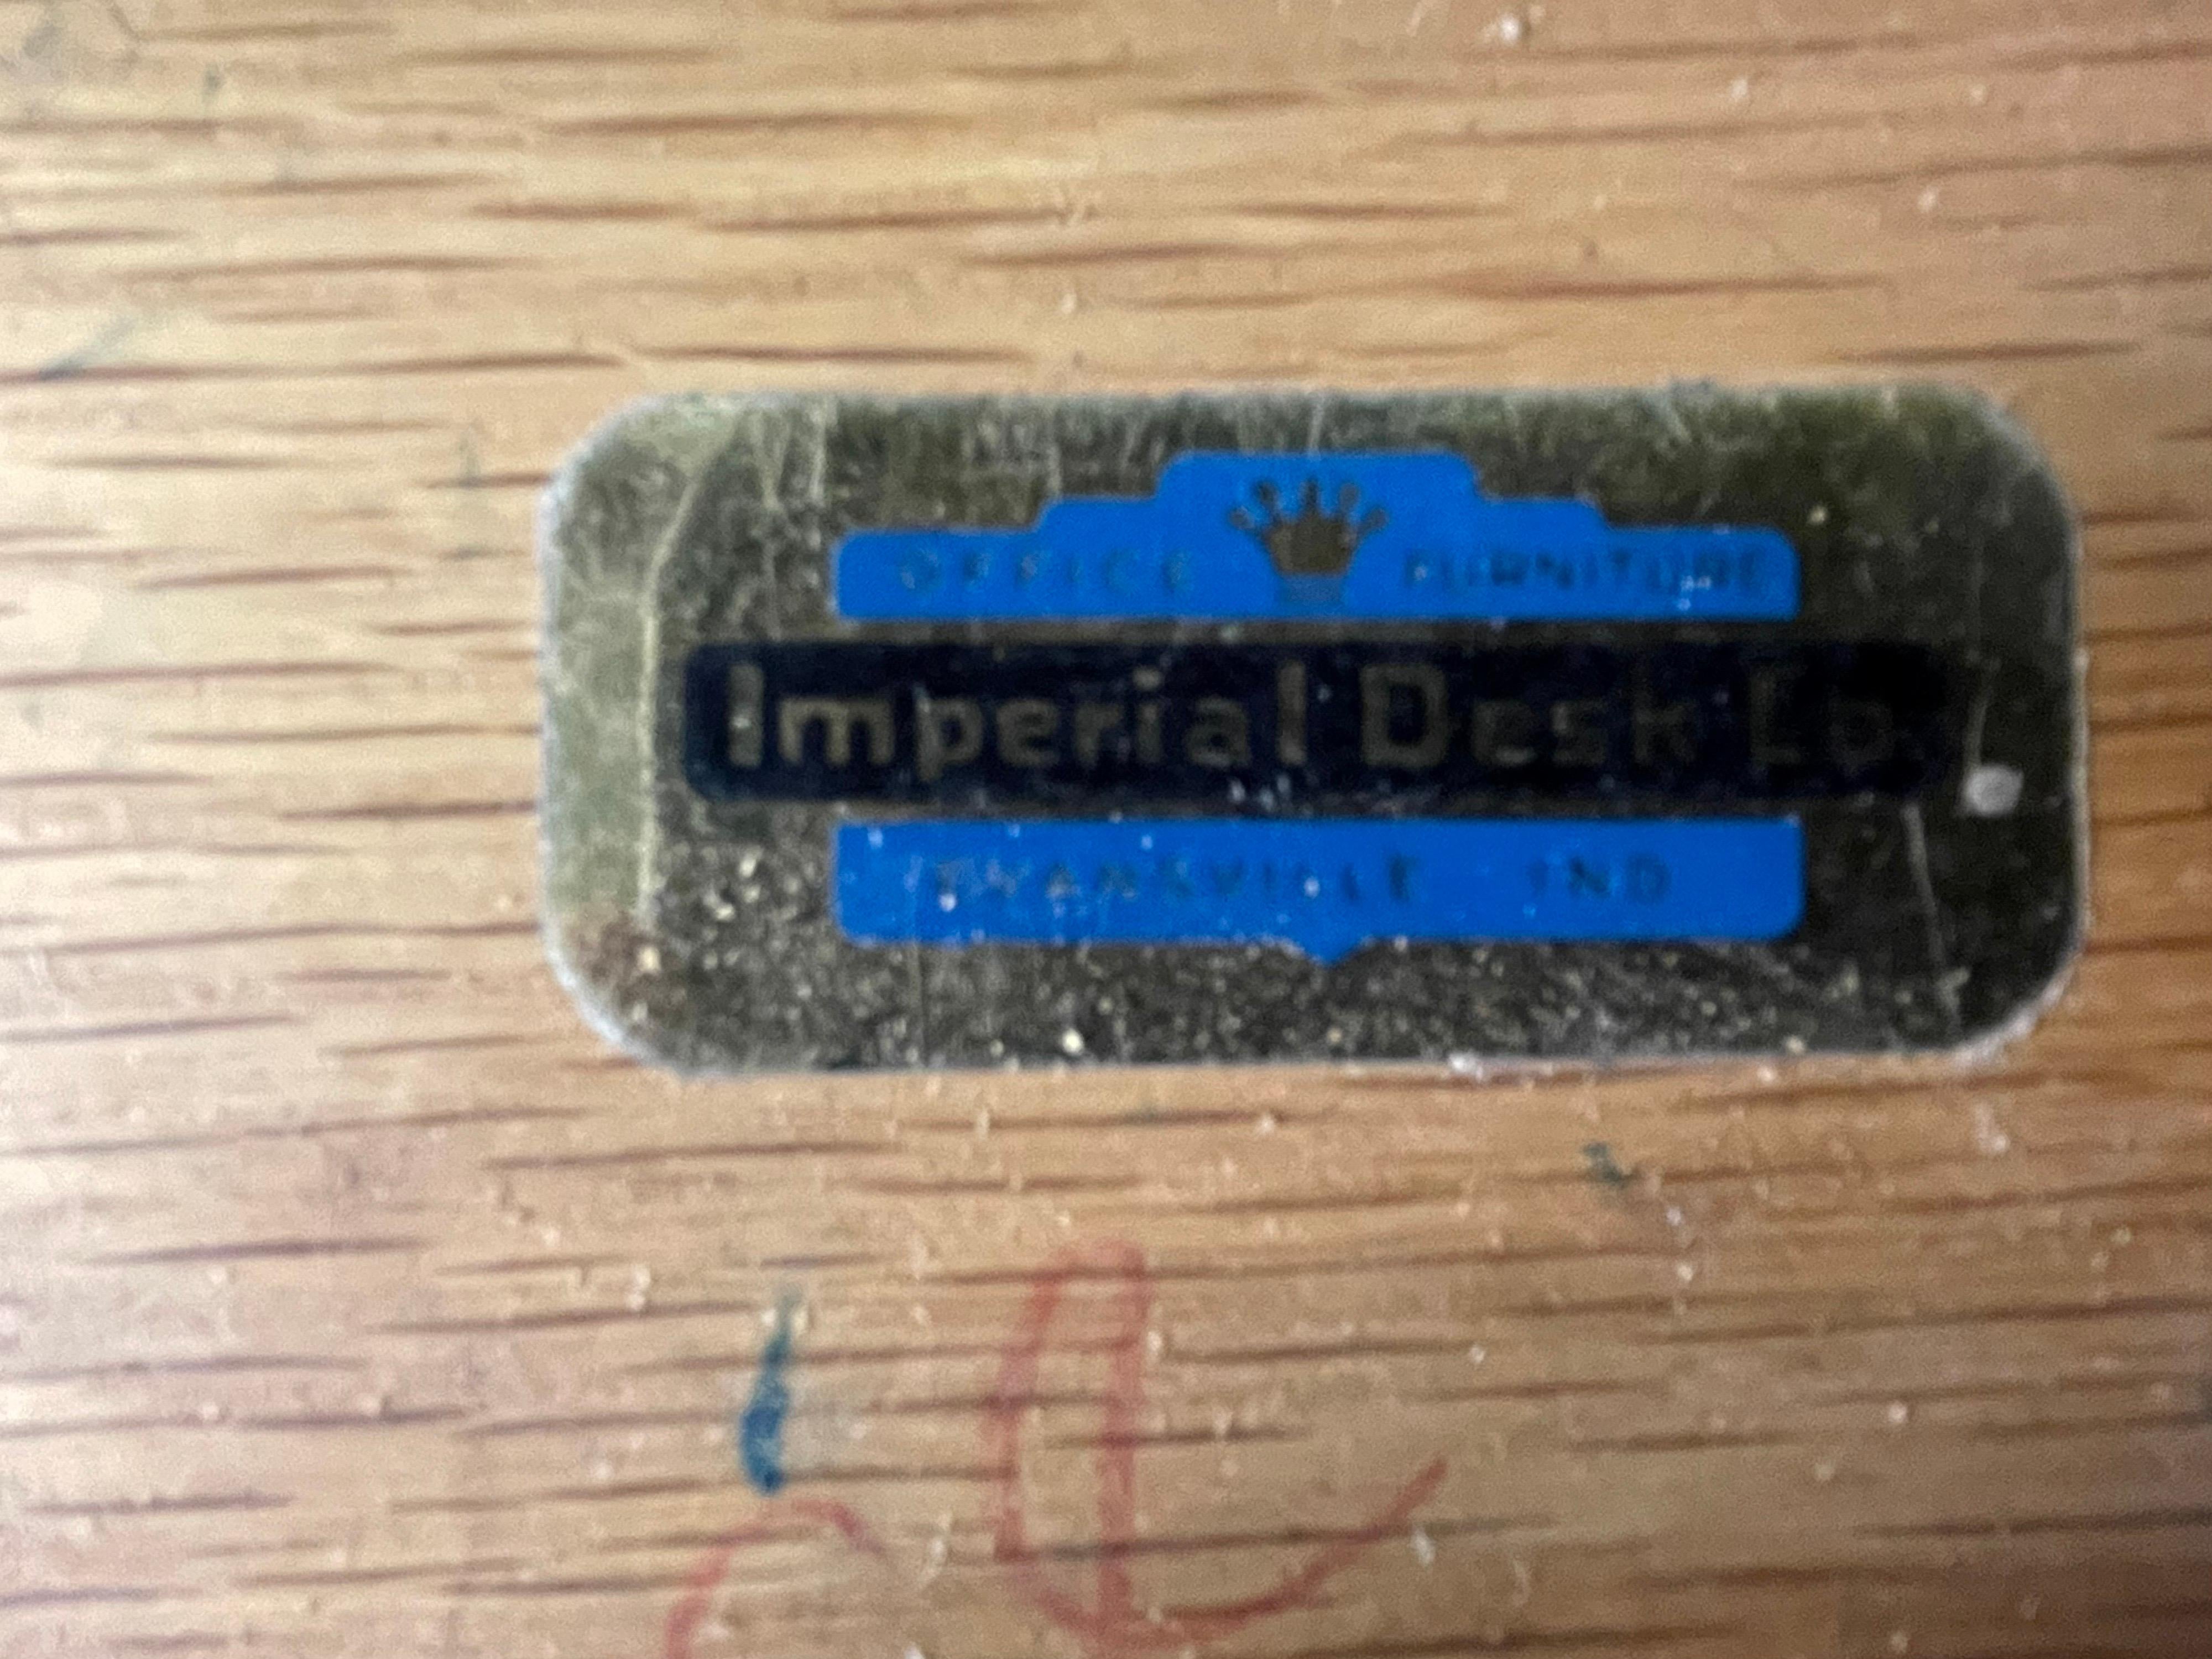 OFFICE FURNITURE
Imperial Desk Co.
EVANSVILLE IND